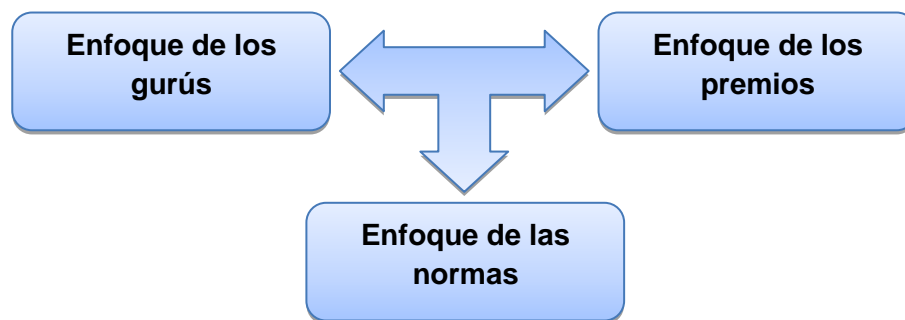 Enfoque de los
gurús
Enfoque de los
premios
Enfoque de las
normas